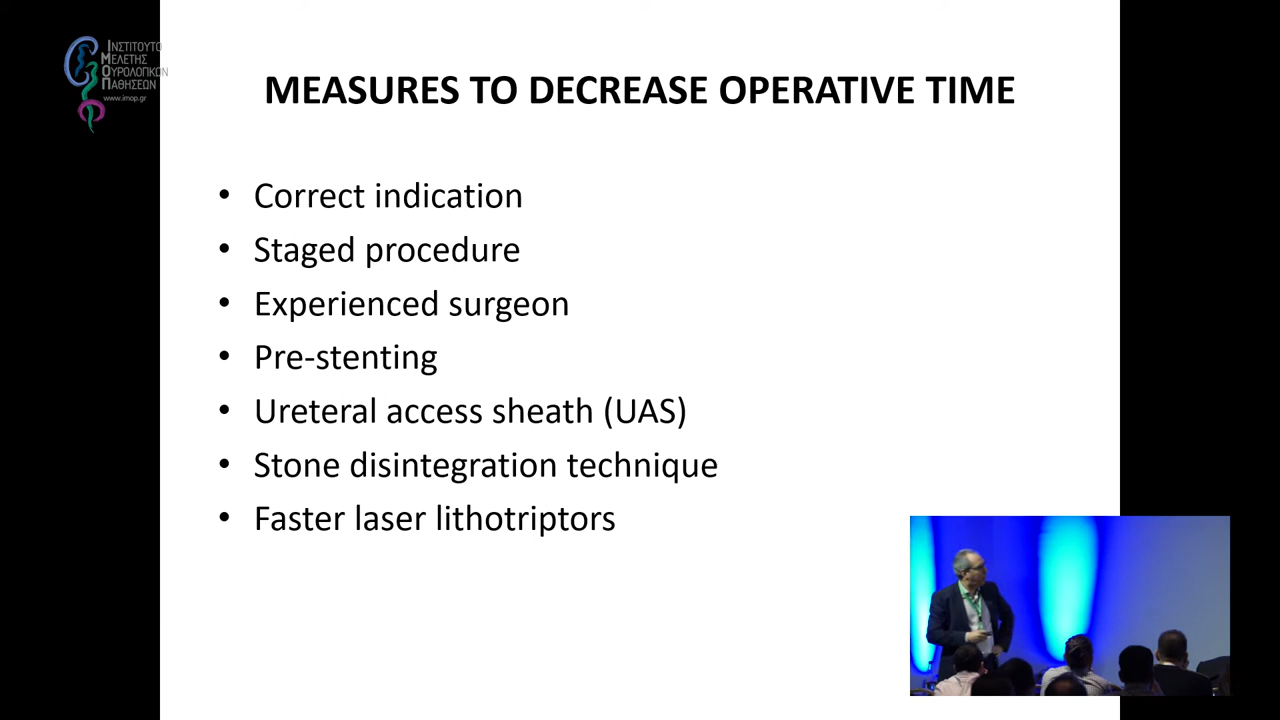 ΙΝΣΤΙΤΟΥΤΟ
ΜΕΛΕΤΗΣ
ΟΥΡΟΛΟΓΙΚΩΝ
ΠΑΘΗΣΕΩΝ
www.imop.gr
MEASURES TO DECREASE OPERATIVE TIME
• Correct indication
• Staged procedure
• Experienced surgeon
• Pre-stenting
• Ureteral access sheath (UAS)
• Stone disintegration technique
• Faster laser lithotriptors